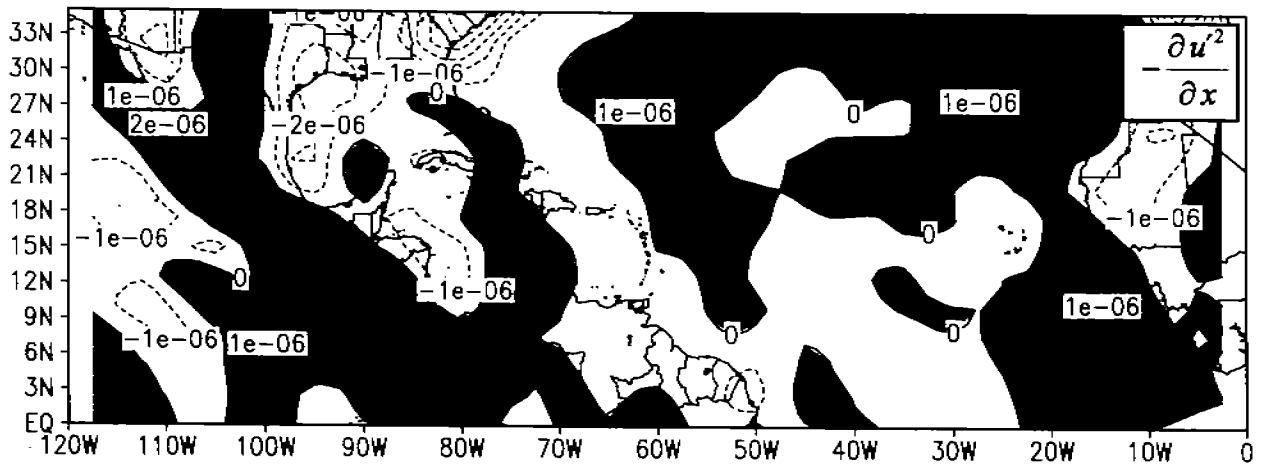 33N
30N
27N
24N
21N
18N
15N
12N
9N
6N
3N
EQ
-1e-06
-1e-06
1e-06
2e-06
0
-2e-06
1e-06
0
1e-06
-∂u′²/∂x
-1e-06
-1e-06
0
-1e-06
0
1e-06
-1e-06
1e-06
0
0
120W 110W 100W 90W 80W 70W 60W 50W 40W 30W 20W 10W 0